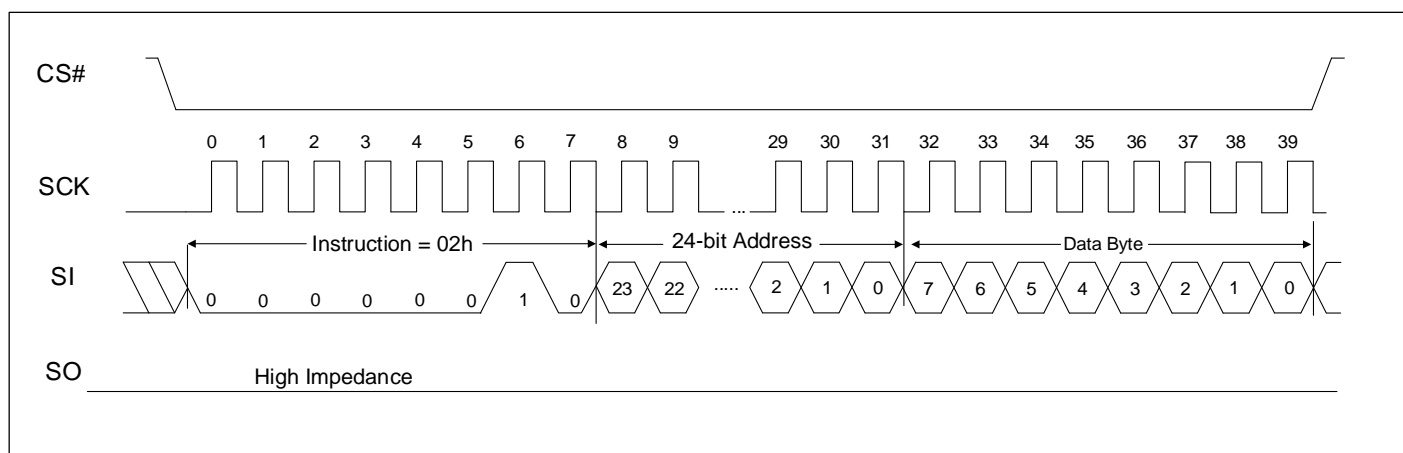 CS#
0 1 2 3 4 5 6 7 8 9 29 30 31 32 33 34 35 36 37 38 39
SCK
...
Instruction = 02h 24-bit Address Data Byte
SI
0 0 0 0 0 0 1 0 23 22 ..... 2 1 0 7 6 5 4 3 2 1 0
SO
High Impedance